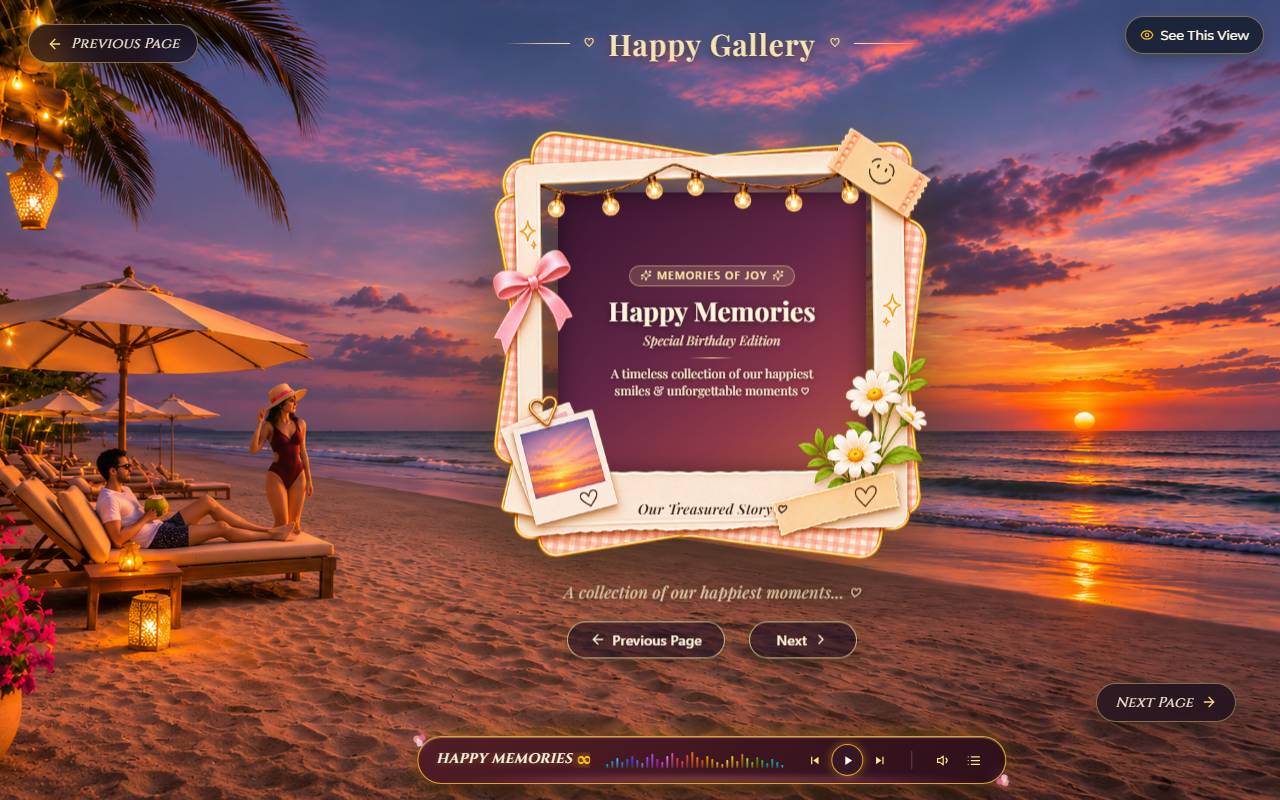 Previous Page
♡ Happy Gallery ♡
See This View
MEMORIES OF JOY
Happy Memories
Special Birthday Edition
A timeless collection of our happiest
smiles & unforgettable moments ♡
Our Treasured Story ♡
A collection of our happiest moments... ♡
← Previous Page
Next >
Next Page →
HAPPY MEMORIES ∞